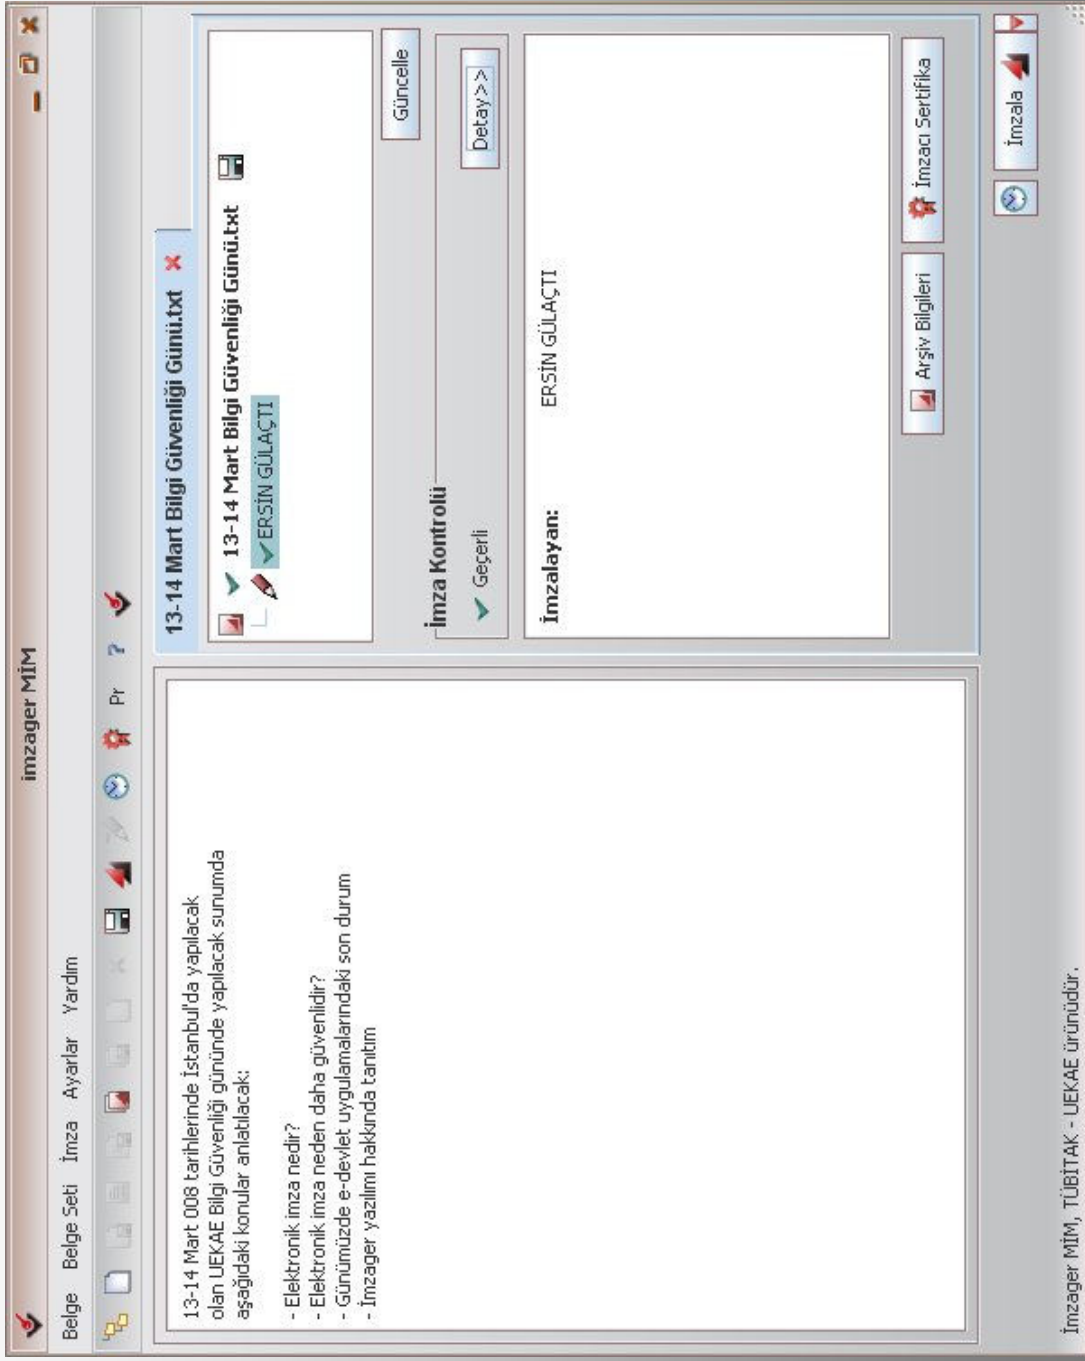 imzager MİM
Belge Belge Seti İmza Ayarlar Yardım
Pr ?
13-14 Mart 008 tarihlerinde İstanbul'da yapılacak
olan UEKAE Bilgi Güvenliği gününde yapılacak sunumda
aşağıdaki konular anlatılacak:
- Elektronik imza nedir?
- Elektronik imza neden daha güvenlidir?
- Günümüzde e-devlet uygulamalarındaki son durum
- İmzager yazılımı hakkında tanıtım
13-14 Mart Bilgi Güvenliği Günü.txt
13-14 Mart Bilgi Güvenliği Günü.txt
ERSİN GÜLAÇTI
Güncelle
İmza Kontrolü
Geçerli
Detay>>
İmzalayan: ERSİN GÜLAÇTI
Arşiv Bilgileri
İmzacı Sertifika
İmzala
İmzager MİM, TÜBİTAK - UEKAE ürünüdür.